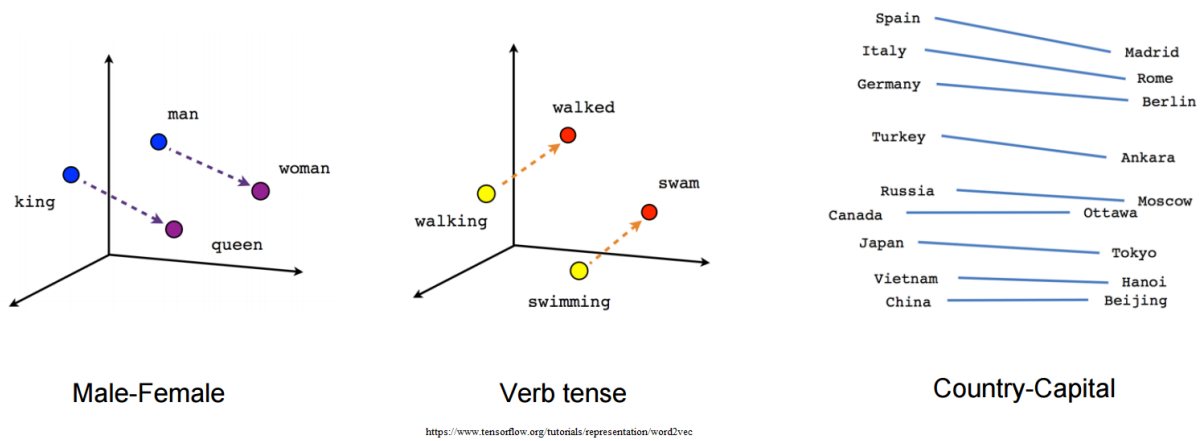 man
woman
king
queen
Male-Female
walked
swam
walking
swimming
Verb tense
Spain
Madrid
Italy
Rome
Germany
Berlin
Turkey
Ankara
Russia
Moscow
Canada
Ottawa
Japan
Tokyo
Vietnam
Hanoi
China
Beijing
Country-Capital
https://www.tensorflow.org/tutorials/representation/word2vec